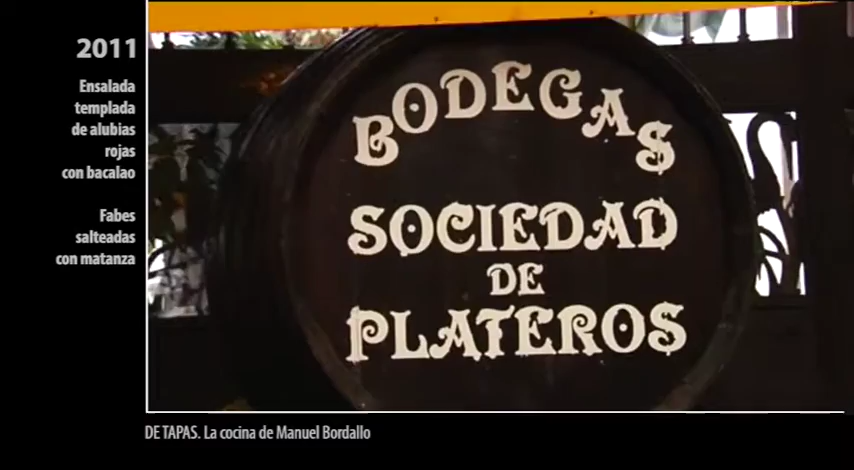 2011
Ensalada
templada
de alubias
rojas
con bacalao
Fabes
salteadas
con matanza
BODEGAS
SOCIEDAD
DE
PLATEROS
DE TAPAS. La cocina de Manuel Bordallo